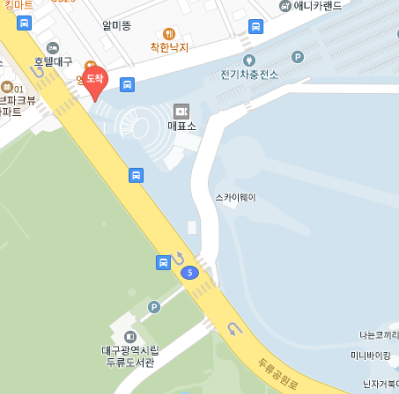 킹마트
애니카랜드
알미뜽
착한낙지
호텔대구
전기차충전소
도착
01
브파크뷰
파트
매표소
스카이웨이
5
대구광역시립
두류도서관
나는코끼리
미니바이킹
두류공원로
닌자거북이